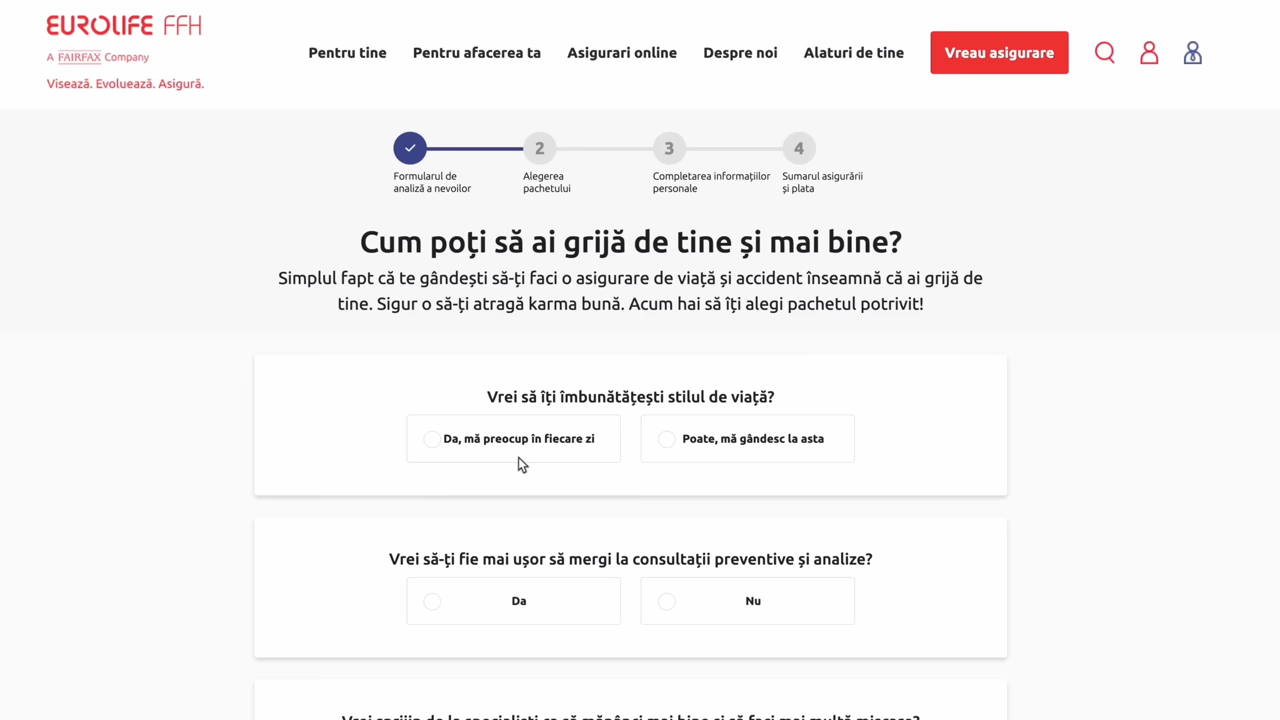 EUROLIFE FFH
A FAIRFAX Company
Visează. Evoluează. Asigură.
Pentru tine
Pentru afacerea ta
Asigurari online
Despre noi
Alaturi de tine
Vreau asigurare
2
3
4
Formularul de
analiză a nevoilor
Alegerea
pachetului
Completarea informațiilor
personale
Sumarul asigurării
și plata
Cum poți să ai grijă de tine și mai bine?
Simplul fapt că te gândești să-ți faci o asigurare de viață și accident înseamnă că ai grijă de
tine. Sigur o să-ți atragă karma bună. Acum hai să îți alegi pachetul potrivit!
Vrei să îți îmbunătățești stilul de viață?
Da, mă preocup în fiecare zi
Poate, mă gândesc la asta
Vrei să-ți fie mai ușor să mergi la consultații preventive și analize?
Da
Nu
Vrei sprijin de la specialiști ca să mănânci mai bine și să faci mai multă mișcare?